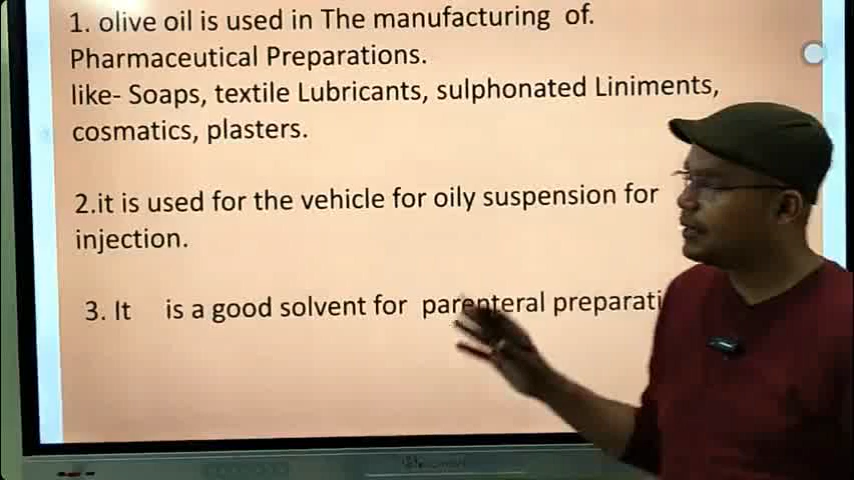 1. olive oil is used in The manufacturing of.
Pharmaceutical Preparations.
like- Soaps, textile Lubricants, sulphonated Liniments,
cosmatics, plasters.
2.it is used for the vehicle for oily suspension for
injection.
3. It is a good solvent for parenteral preparati